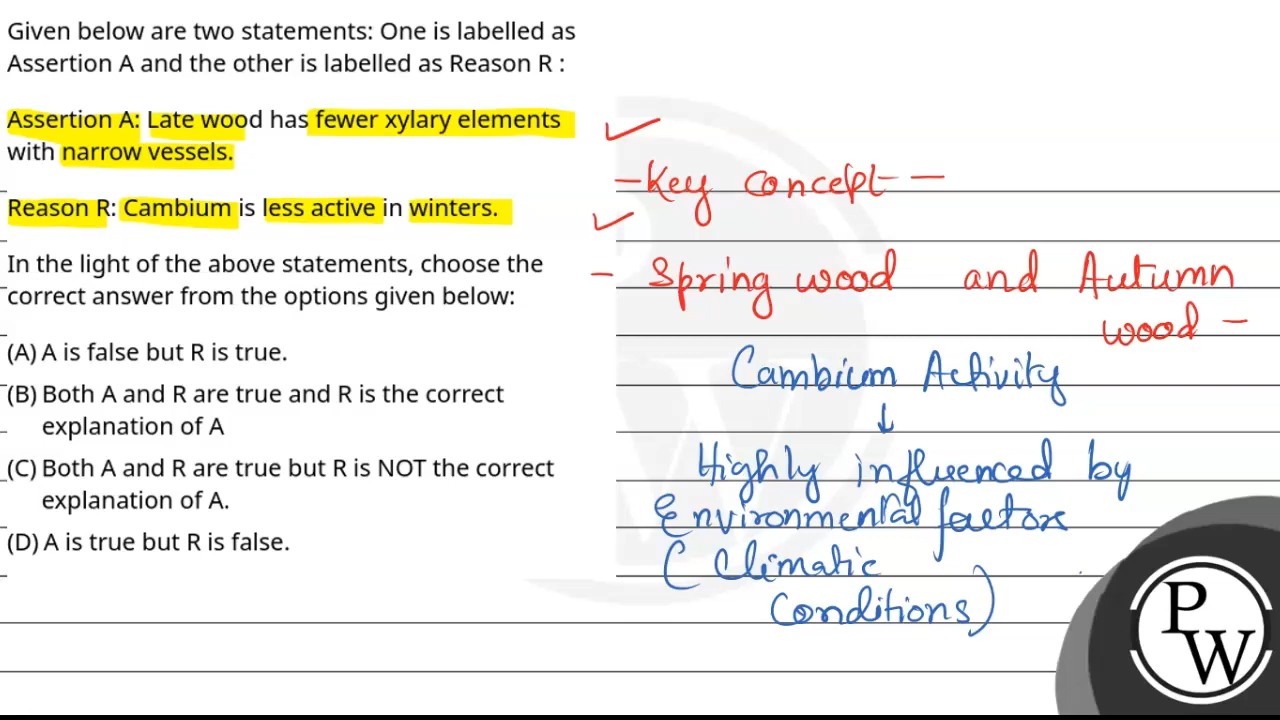 Given below are two statements: One is labelled as
Assertion A and the other is labelled as Reason R :
Assertion A: Late wood has fewer xylary elements
with narrow vessels.
Reason R: Cambium is less active in winters.
In the light of the above statements, choose the
correct answer from the options given below:
(A) A is false but R is true.
(B) Both A and R are true and R is the correct
explanation of A
(C) Both A and R are true but R is NOT the correct
explanation of A.
(D) A is true but R is false.
- Key concept -
- Spring wood and Autumn
wood -
Cambium Activity
↓
Highly influenced by
Environmental factors
( Climatic
Conditions)
PW